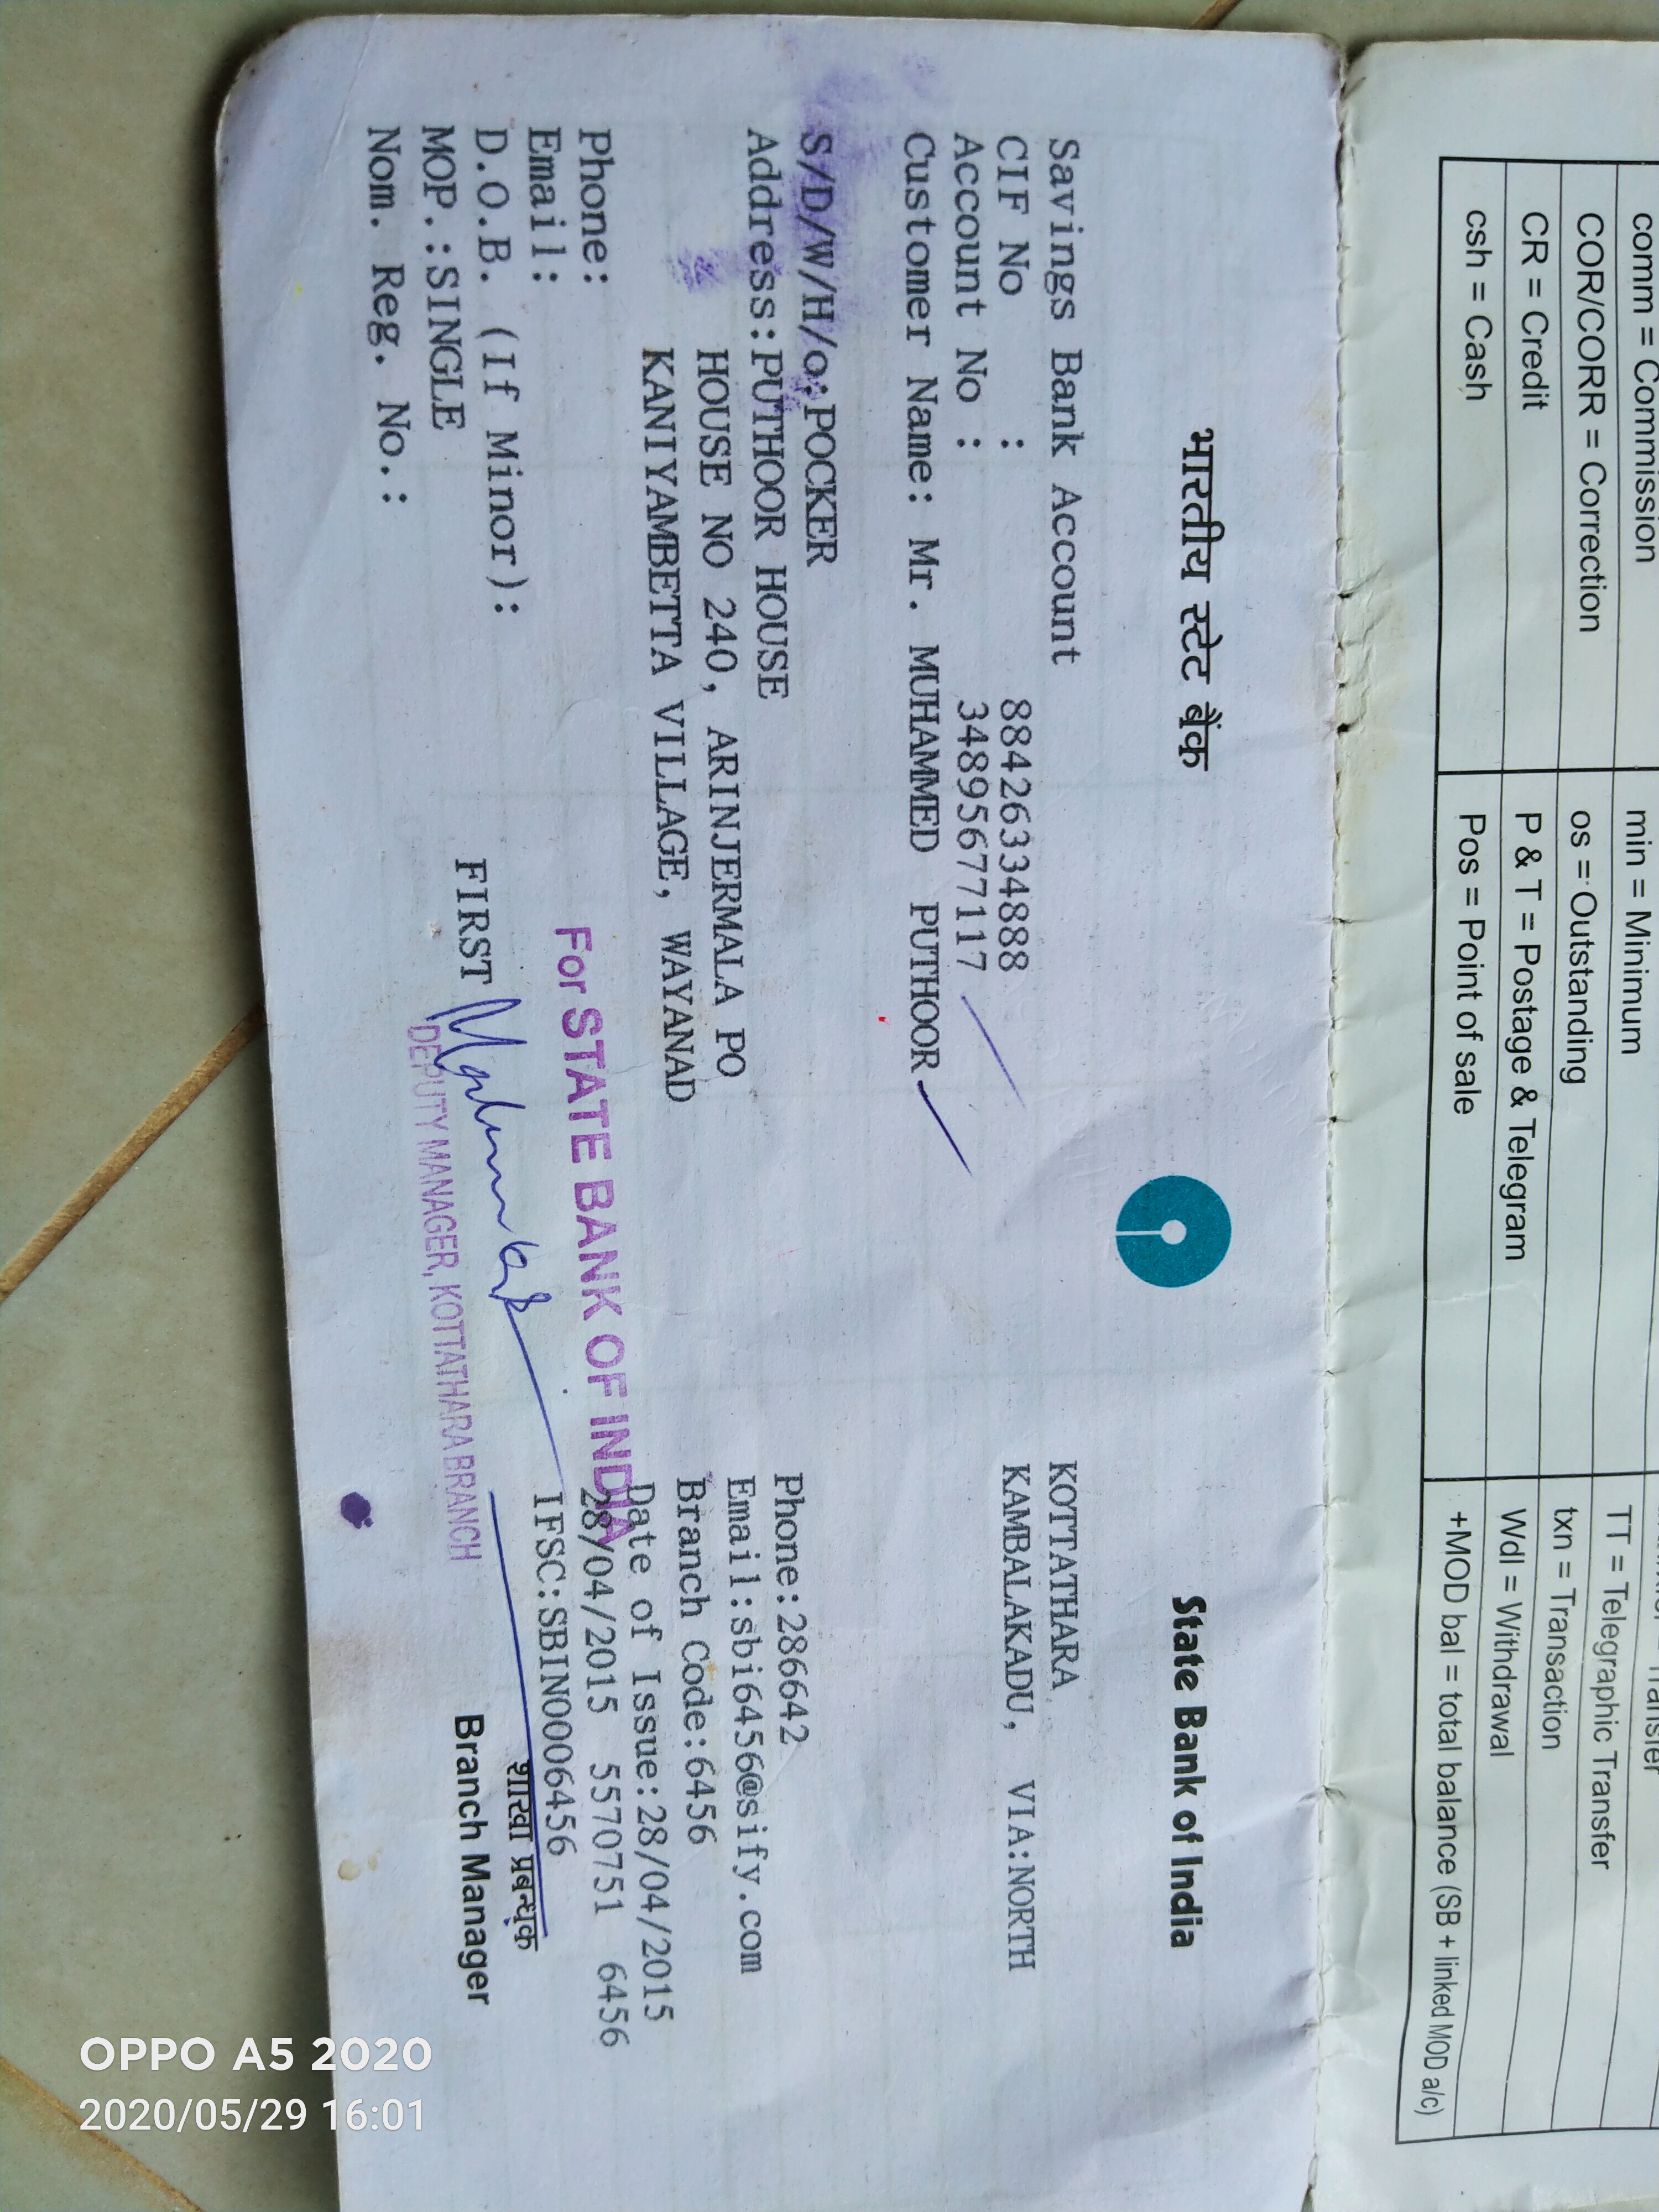 comm = Commission
min = Minimum
COR/CORR = Correction
os = Outstanding
TT = Telegraphic Transfer
CR = Credit
P & T = Postage & Telegram
txn = Transaction
csh = Cash
Pos = Point of sale
Wdl = Withdrawal
+MOD bal = total balance (SB + linked MOD a/c)
भारतीय स्टेट बैंक
State Bank of India
Savings Bank Account
KOTTATHARA
CIF No : 88426334888
KAMBALAKADU, VIA:NORTH
Account No : 34895677117
Customer Name: Mr. MUHAMMED PUTHOOR
S/D/W/H/o:POCKER
Phone:286642
Address:PUTHOOR HOUSE
Email:sbi6456@sify.com
HOUSE NO 240, ARINJERMALA PO
Branch Code:6456
KANIYAMBETTA VILLAGE, WAYANAD
Date of Issue:28/04/2015
Phone:
28/04/2015 5570751 6456
For STATE BANK OF INDIA
Email:
IFSC:SBIN0006456
D.O.B. (If Minor):
शाखा प्रबन्धक
MOP.:SINGLE
FIRST
Branch Manager
DEPUTY MANAGER, KOTTATHARA BRANCH
Nom. Reg. No.:
OPPO A5 2020
2020/05/29 16:01